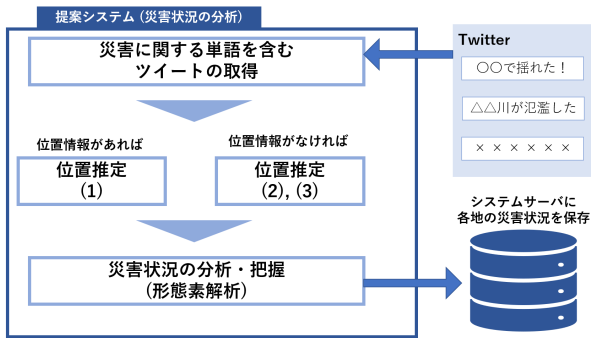 提案システム (災害状況の分析)
災害に関する単語を含む
ツイートの取得
Twitter
〇〇で揺れた！
△△川が氾濫した
××××××
位置情報があれば
位置情報がなければ
位置推定
(1)
位置推定
(2), (3)
システムサーバに
各地の災害状況を保存
災害状況の分析・把握
(形態素解析)